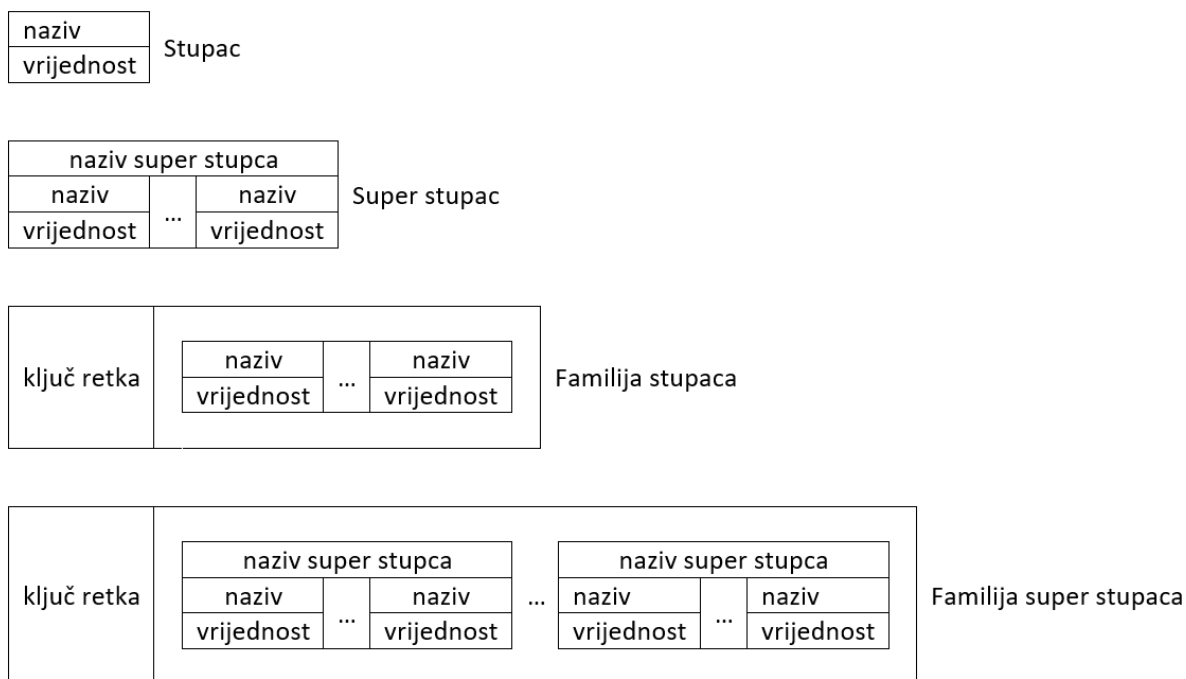 naziv
vrijednost
Stupac
naziv super stupca
naziv ... naziv
vrijednost vrijednost
Super stupac
ključ retka
naziv ... naziv
vrijednost vrijednost
Familija stupaca
ključ retka
naziv super stupca ... naziv super stupca
naziv ... naziv naziv ... naziv
vrijednost vrijednost vrijednost vrijednost
Familija super stupaca